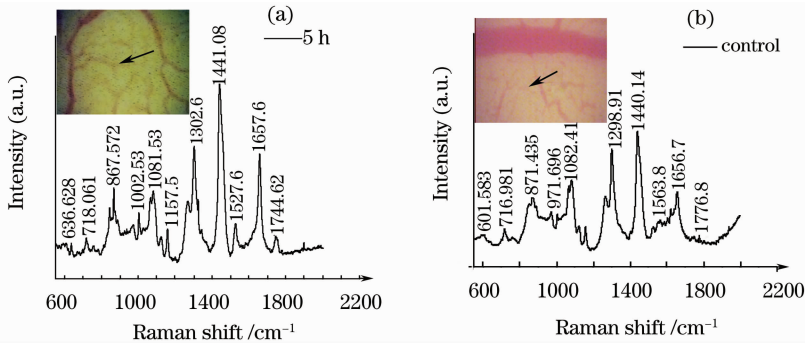 (a)
5 h
Intensity (a.u.)
636.628
718.061
867.572
1002.53
1081.53
1157.5
1302.6
1441.08
1527.6
1657.6
1744.62
600 1000 1400 1800 2200
Raman shift /cm−1
(b)
control
Intensity (a.u.)
601.583
716.981
871.435
971.696
1082.41
1298.91
1440.14
1563.8
1656.7
1776.8
600 1000 1400 1800 2200
Raman shift /cm−1